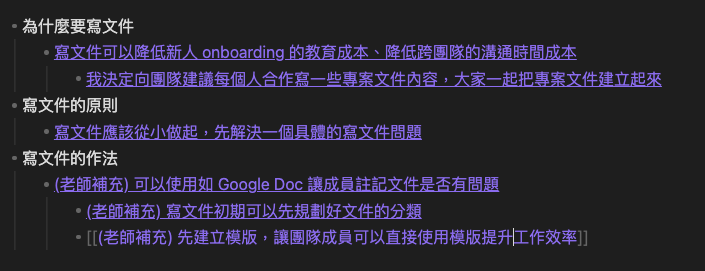 為什麼要寫文件
寫文件可以降低新人 onboarding 的教育成本、降低跨團隊的溝通時間成本
我決定向團隊建議每個人合作寫一些專案文件內容，大家一起把專案文件建立起來
寫文件的原則
寫文件應該從小做起，先解決一個具體的寫文件問題
寫文件的作法
(老師補充) 可以使用如 Google Doc 讓成員註記文件是否有問題
(老師補充) 寫文件初期可以先規劃好文件的分類
[[(老師補充) 先建立模版，讓團隊成員可以直接使用模版提升工作效率]]